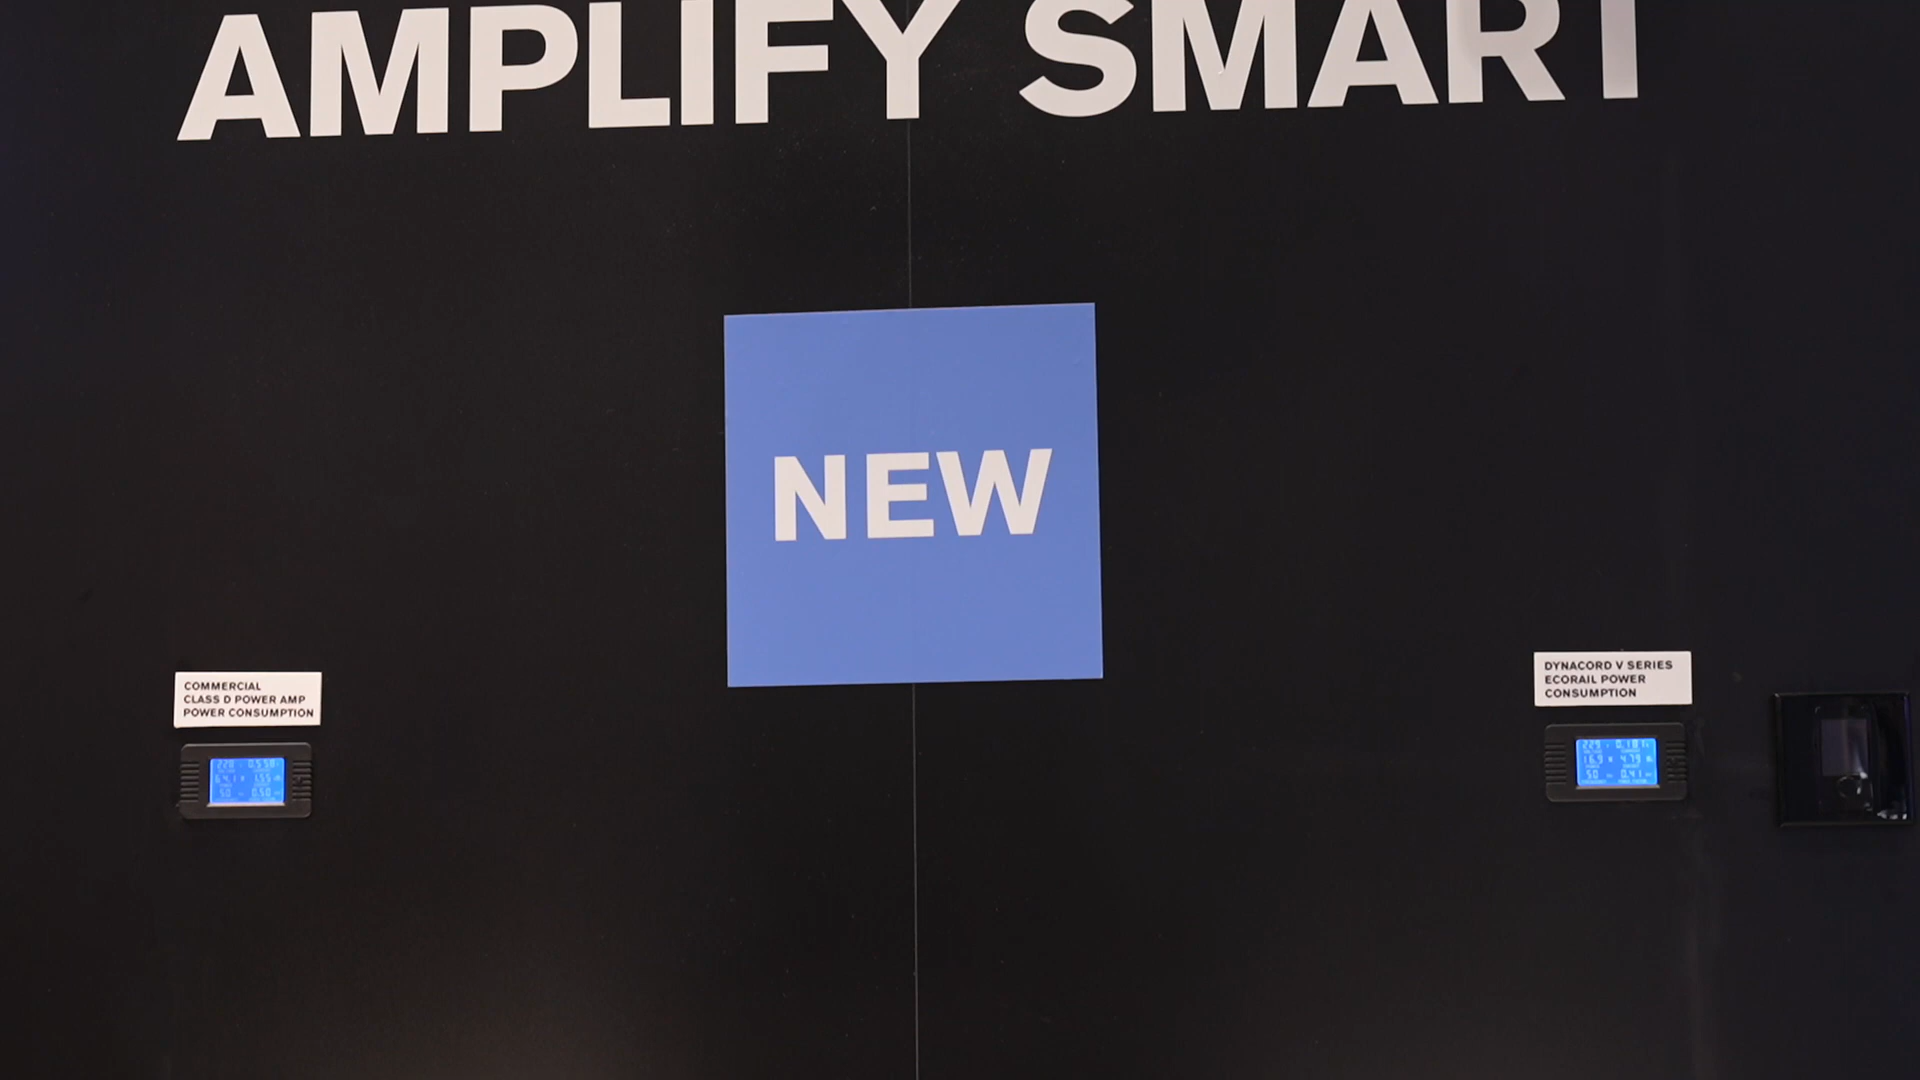 AMPLIFY SMART
NEW
COMMERCIAL
CLASS D POWER AMP
POWER CONSUMPTION
DYNACORD V SERIES
ECORAIL POWER
CONSUMPTION